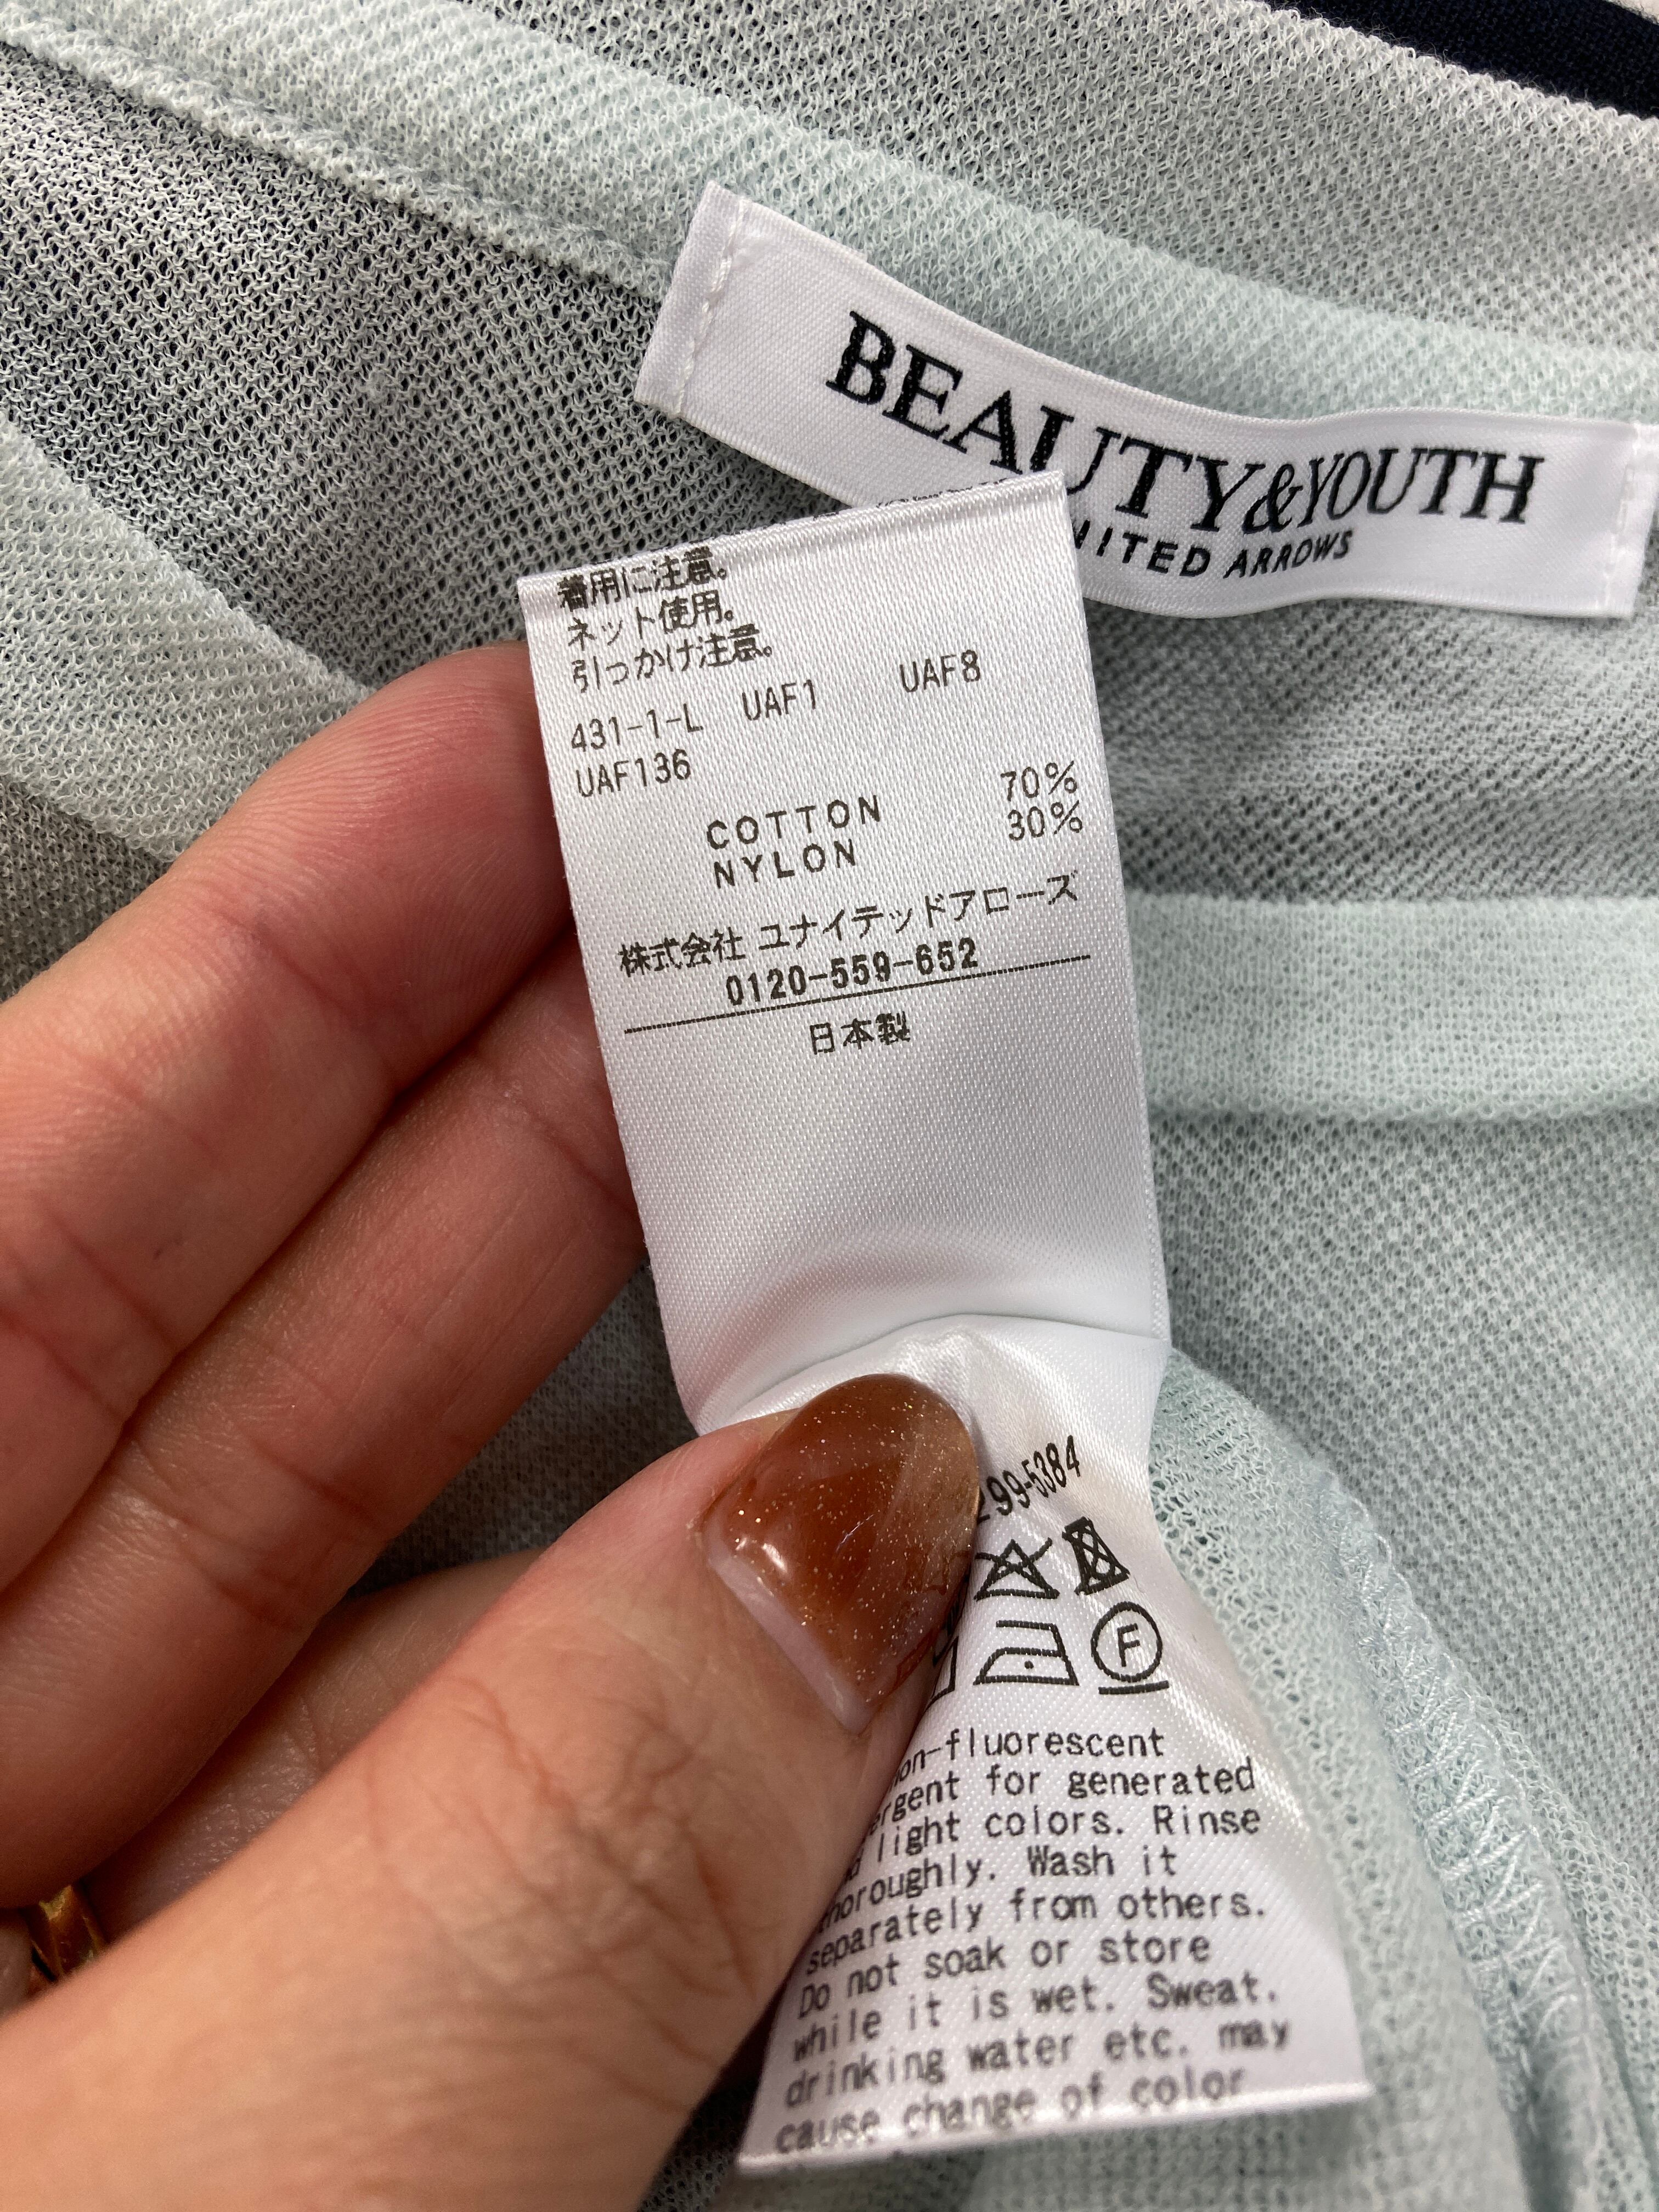 BEAUTY&YOUTH
UNITED ARROWS
着用に注意。
ネット使用。
引っかけ注意。
431-1-L UAF1 UAF8
UAF136
COTTON 70%
NYLON 30%
株式会社 ユナイテッドアローズ
0120-559-652
日本製
299-5384
F
non-fluorescent
ergent for generated
light colors. Rinse
thoroughly. Wash it
separately from others.
Do not soak or store
while it is wet. Sweat.
drinking water etc. may
cause change of color